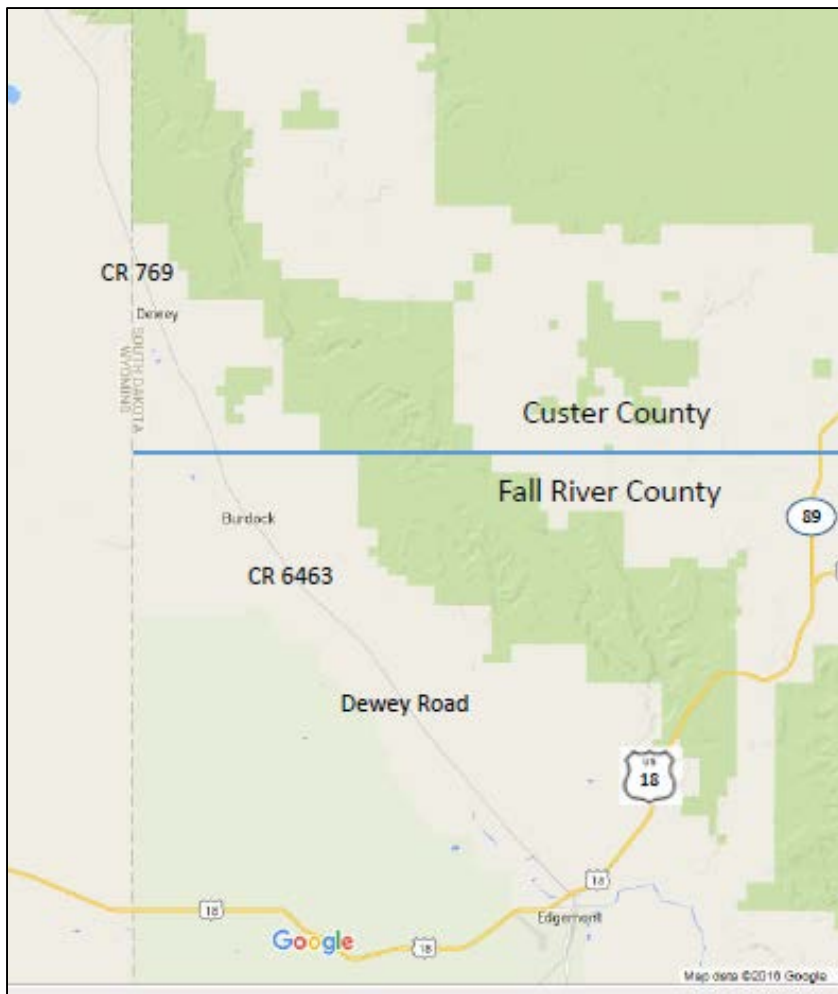 CR 769
Dewey
SOUTH DAKOTA
WYOMING
Custer County
Fall River County
89
Burdock
CR 6463
Dewey Road
US
18
18
Edgemont
18
Google
18
Map data ©2016 Google